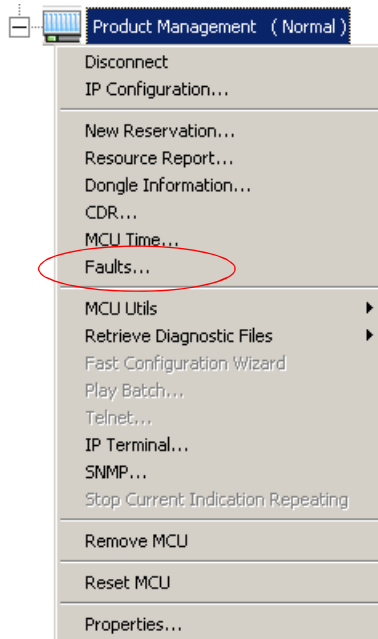 Product Management  ( Normal )
Disconnect
IP Configuration...
New Reservation...
Resource Report...
Dongle Information...
CDR...
MCU Time...
Faults...
MCU Utils
Retrieve Diagnostic Files
Fast Configuration Wizard
Play Batch...
Telnet...
IP Terminal...
SNMP...
Stop Current Indication Repeating
Remove MCU
Reset MCU
Properties...